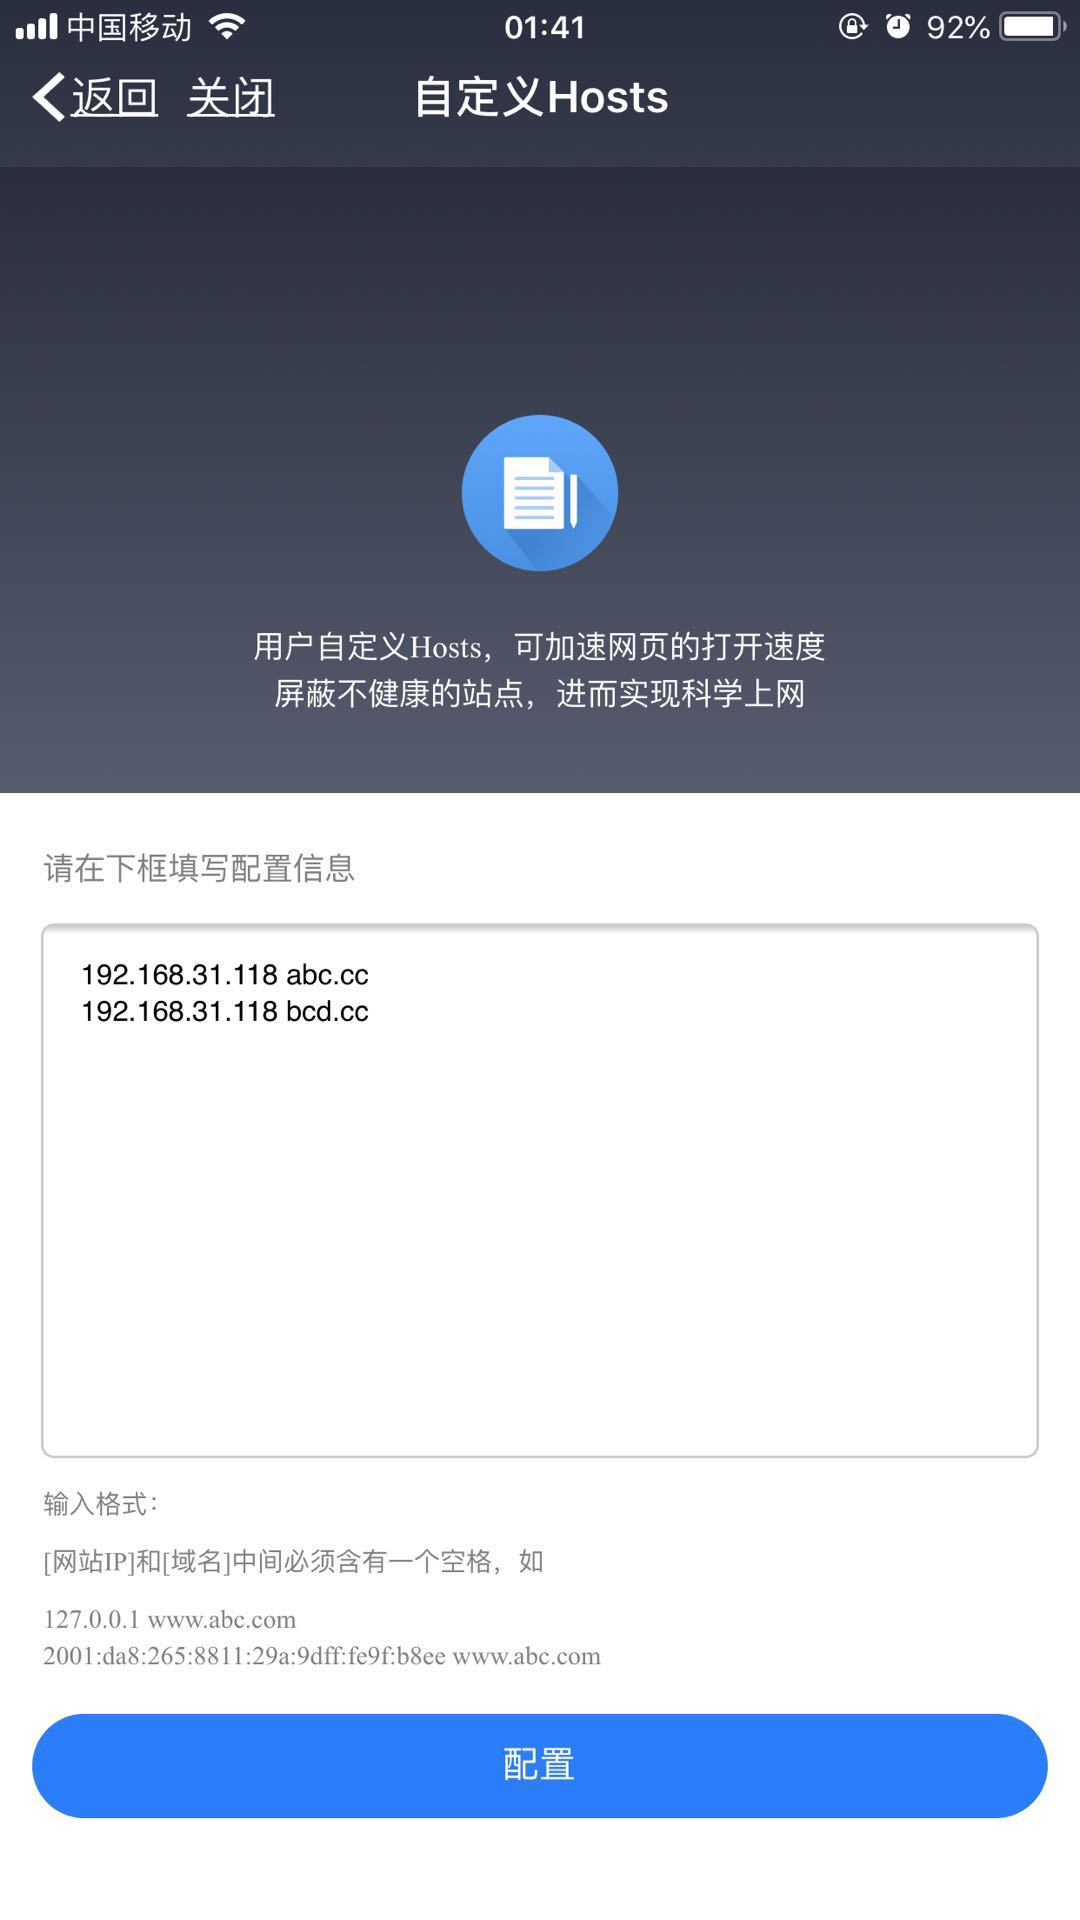 中国移动 01:41 92%
返回 关闭 自定义Hosts
用户自定义Hosts，可加速网页的打开速度
屏蔽不健康的站点，进而实现科学上网
请在下框填写配置信息
192.168.31.118 abc.cc
192.168.31.118 bcd.cc
输入格式：
[网站IP]和[域名]中间必须含有一个空格，如
127.0.0.1 www.abc.com
2001:da8:265:8811:29a:9dff:fe9f:b8ee www.abc.com
配置